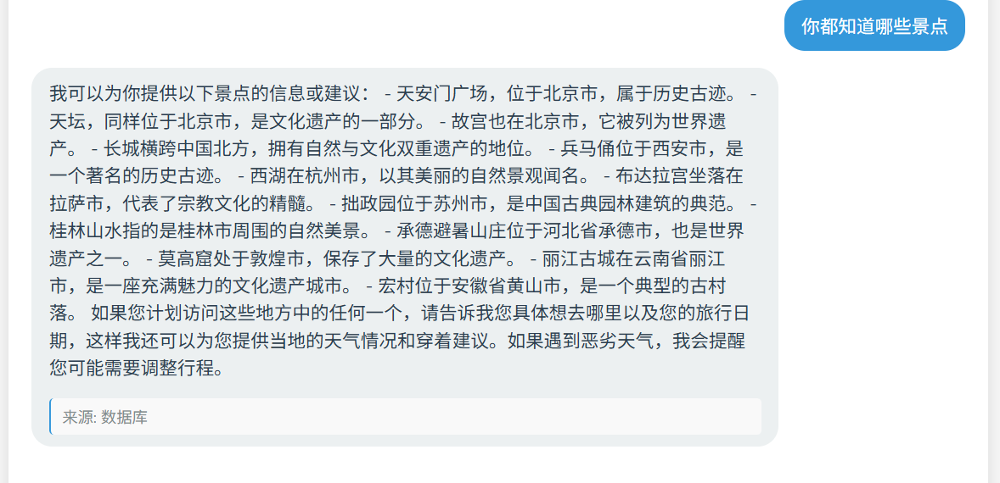 你都知道哪些景点
我可以为你提供以下景点的信息或建议： - 天安门广场，位于北京市，属于历史古迹。 -
天坛，同样位于北京市，是文化遗产的一部分。 - 故宫也在北京市，它被列为世界遗
产。 - 长城横跨中国北方，拥有自然与文化双重遗产的地位。 - 兵马俑位于西安市，是
一个著名的历史古迹。 - 西湖在杭州市，以其美丽的自然景观闻名。 - 布达拉宫坐落在
拉萨市，代表了宗教文化的精髓。 - 拙政园位于苏州市，是中国古典园林建筑的典范。 -
桂林山水指的是桂林市周围的自然美景。 - 承德避暑山庄位于河北省承德市，也是世界
遗产之一。 - 莫高窟处于敦煌市，保存了大量的文化遗产。 - 丽江古城在云南省丽江
市，是一座充满魅力的文化遗产城市。 - 宏村位于安徽省黄山市，是一个典型的古村
落。 如果您计划访问这些地方中的任何一个，请告诉我您具体想去哪里以及您的旅行日
期，这样我还可以为您提供当地的天气情况和穿着建议。如果遇到恶劣天气，我会提醒
您可能需要调整行程。
来源: 数据库